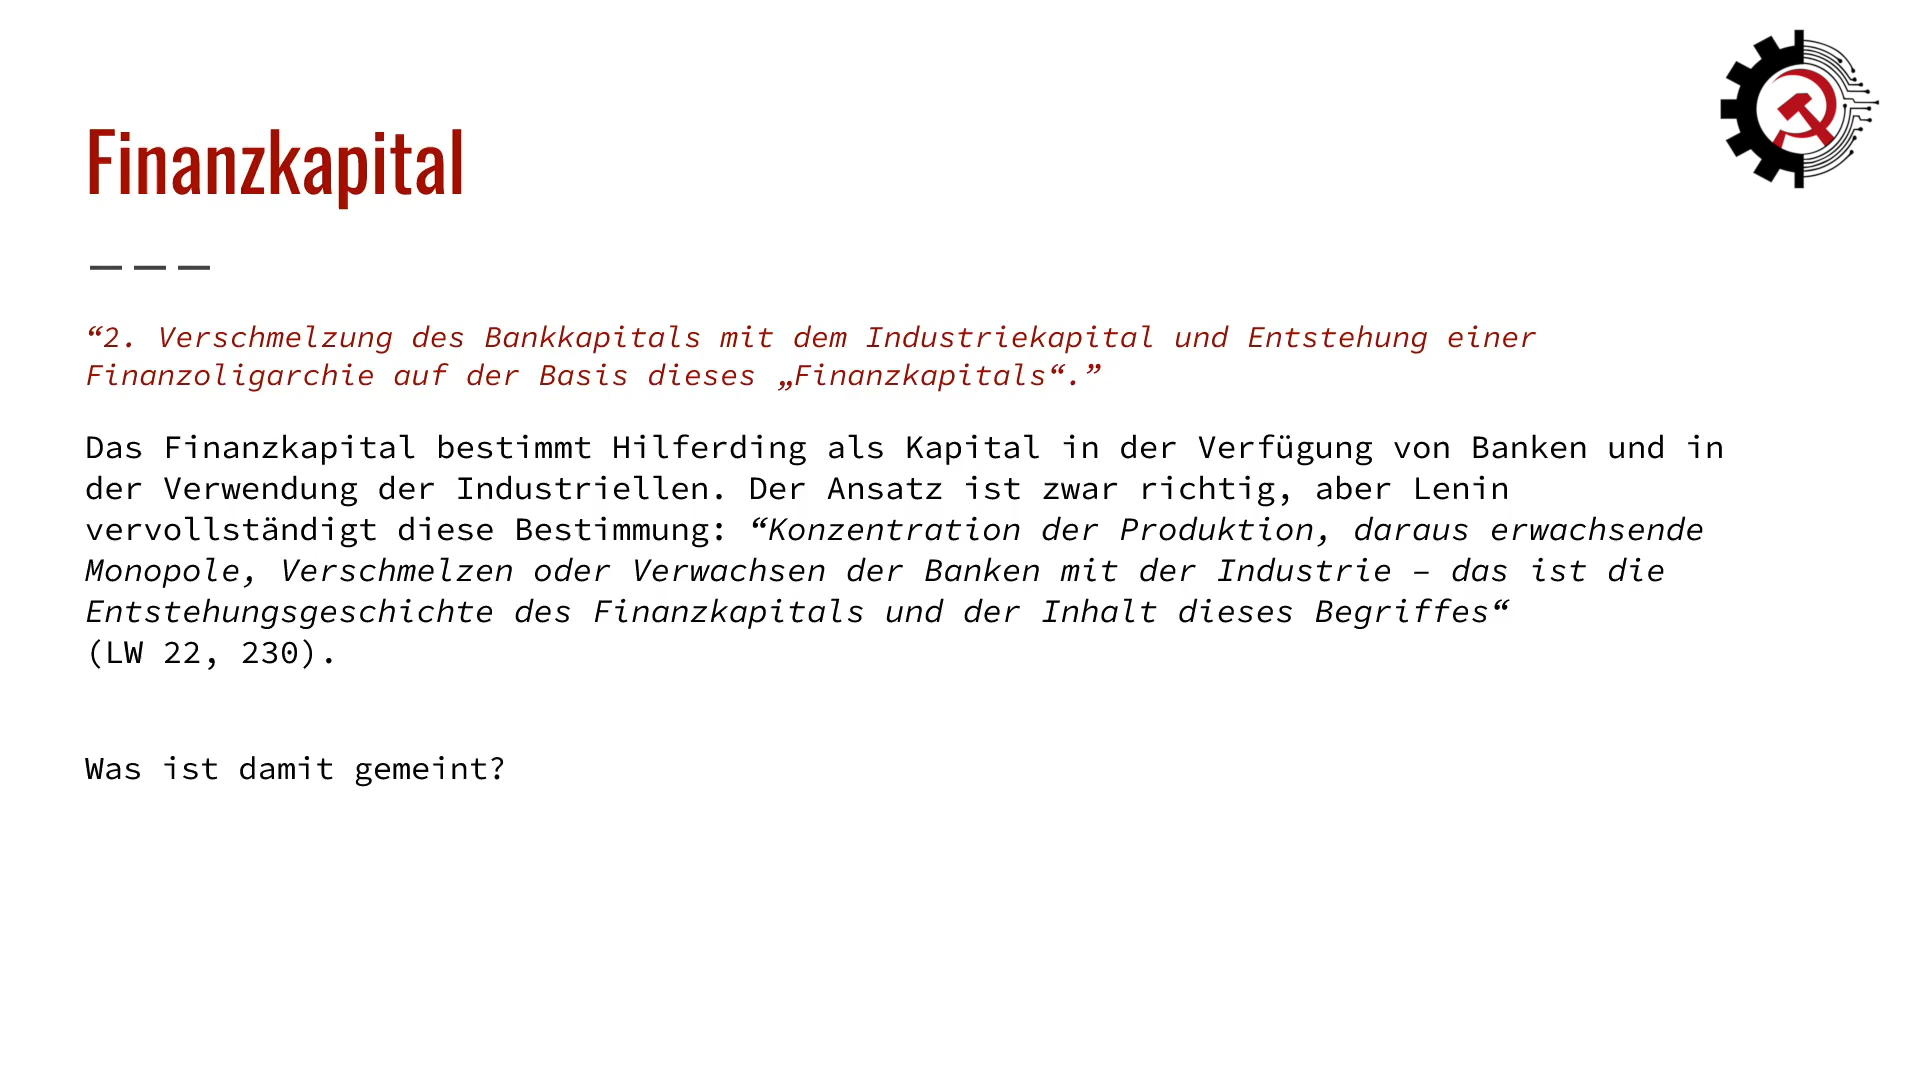 Finanzkapital
“2. Verschmelzung des Bankkapitals mit dem Industriekapital und Entstehung einer
Finanzoligarchie auf der Basis dieses „Finanzkapitals“.”
Das Finanzkapital bestimmt Hilferding als Kapital in der Verfügung von Banken und in
der Verwendung der Industriellen. Der Ansatz ist zwar richtig, aber Lenin
vervollständigt diese Bestimmung: “Konzentration der Produktion, daraus erwachsende
Monopole, Verschmelzen oder Verwachsen der Banken mit der Industrie – das ist die
Entstehungsgeschichte des Finanzkapitals und der Inhalt dieses Begriffes“
(LW 22, 230).
Was ist damit gemeint?